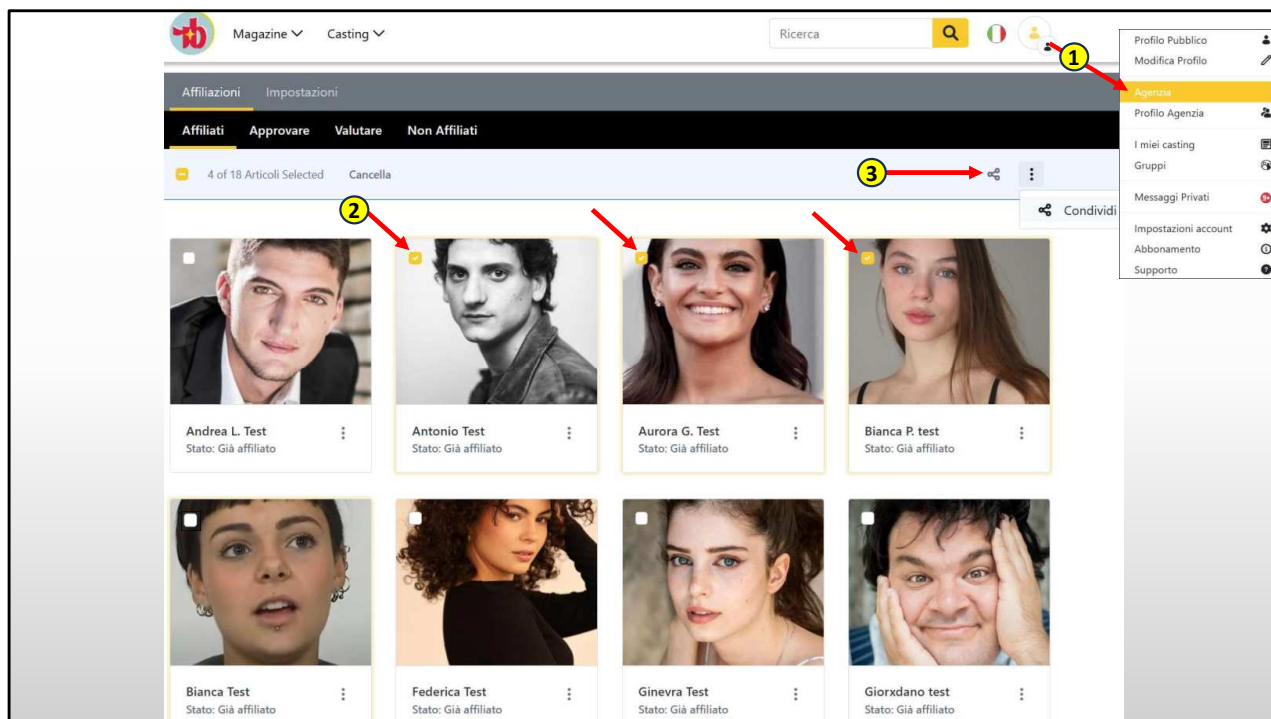 Magazine Casting
Ricerca
1
Profilo Pubblico
Modifica Profilo
Agenzia
Profilo Agenzia
I miei casting
Gruppi
Messaggi Privati
9+
Impostazioni account
Abbonamento
Supporto
Affiliazioni Impostazioni
Affiliati Approvare Valutare Non Affiliati
4 of 18 Articoli Selected Cancella
3
Condividi
2
Andrea L. Test
Stato: Già affiliato
Antonio Test
Stato: Già affiliato
Aurora G. Test
Stato: Già affiliato
Bianca P. test
Stato: Già affiliato
Bianca Test
Stato: Già affiliato
Federica Test
Stato: Già affiliato
Ginevra Test
Stato: Già affiliato
Giorxdano test
Stato: Già affiliato